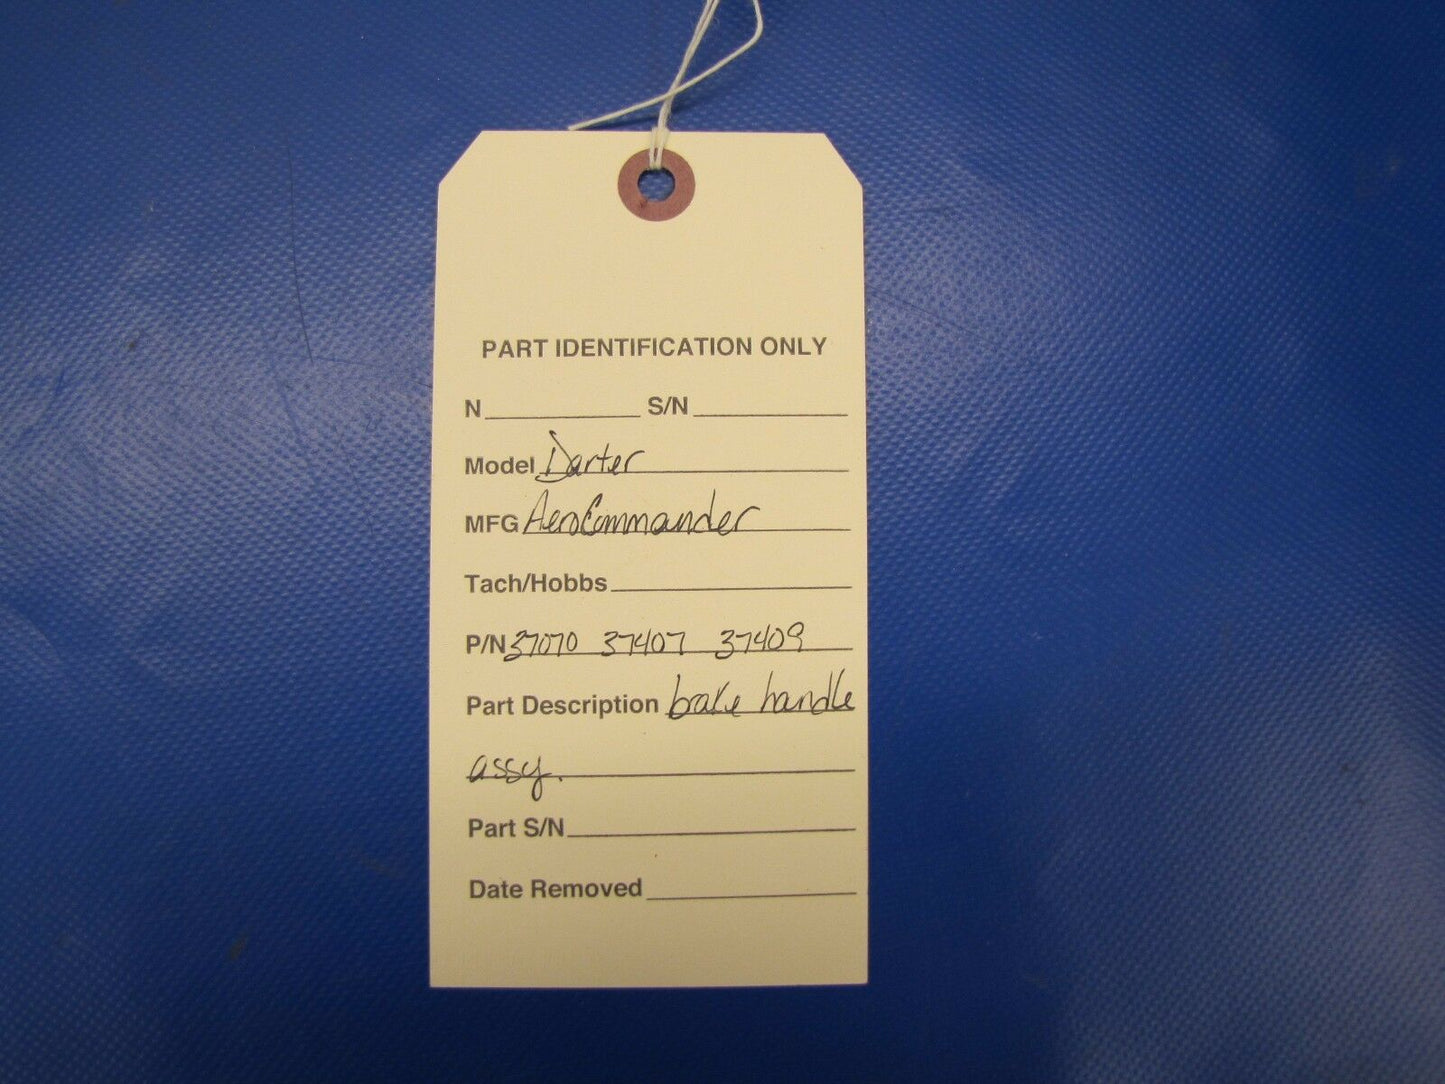 PART IDENTIFICATION ONLY
N S/N
Model Darter
MFG AeroCommander
Tach/Hobbs
P/N 37070 37407 37409
Part Description brake handle
assy.
Part S/N
Date Removed